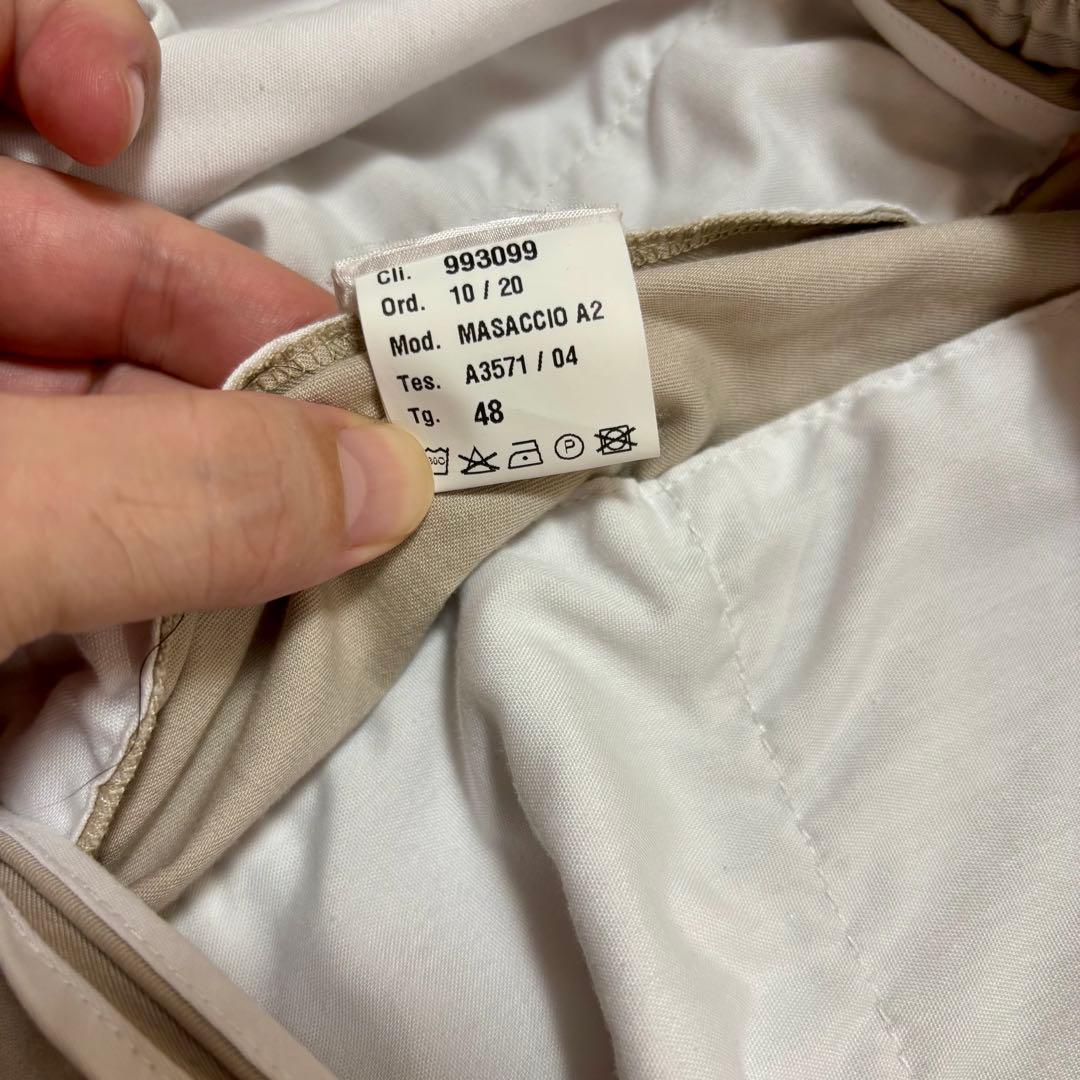 Cli. 993099
Ord. 10 / 20
Mod. MASACCIO A2
Tes. A3571 / 04
Tg. 48
P